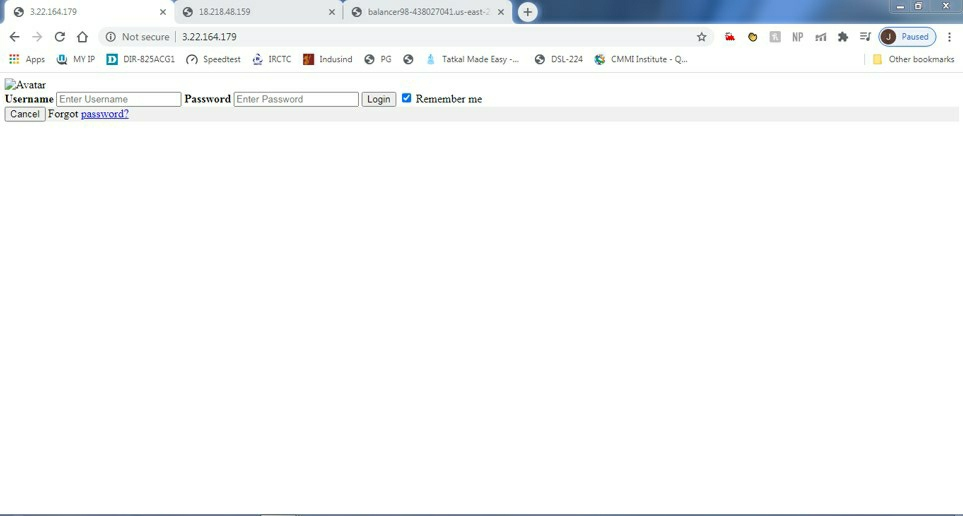 3.22.164.179 18.218.48.159 balancer98-438027041.us-east-2
Not secure 3.22.164.179 NP J Paused
Apps MY IP D DIR-825ACG1 Speedtest IRCTC Indusind PG Tatkal Made Easy -... DSL-224 CMMI Institute - Q... Other bookmarks
Avatar
Username Enter Username Password Enter Password Login Remember me
Cancel Forgot password?